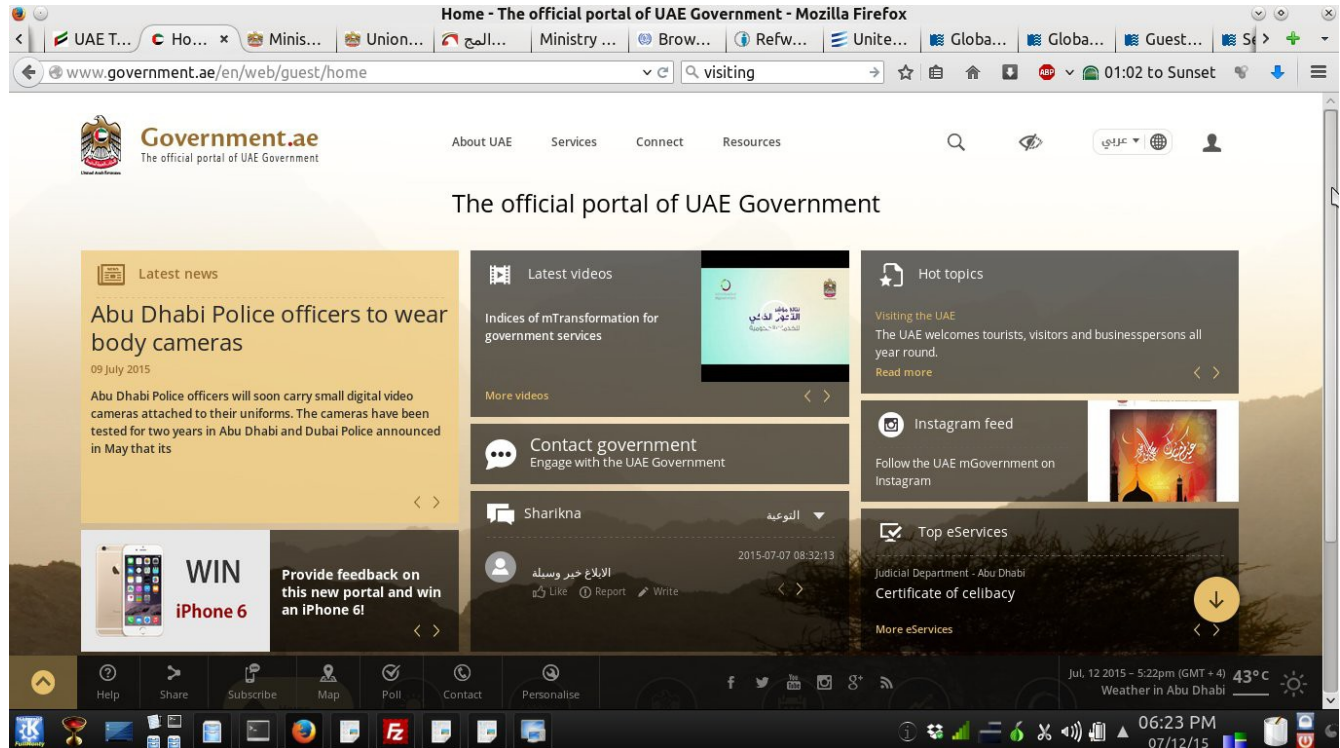 Home - The official portal of UAE Government - Mozilla Firefox
UAE T...
Ho...
Minis...
Union...
المج...
Ministry ...
Brow...
Refw...
Unite...
Globa...
Globa...
Guest...
www.government.ae/en/web/guest/home
visiting
ABP
01:02 to Sunset
Government.ae
The official portal of UAE Government
About UAE
Services
Connect
Resources
عربي
The official portal of UAE Government
Latest news
Abu Dhabi Police officers to wear
body cameras
09 July 2015
Abu Dhabi Police officers will soon carry small digital video
cameras attached to their uniforms. The cameras have been
tested for two years in Abu Dhabi and Dubai Police announced
in May that its
WIN
iPhone 6
Provide feedback on
this new portal and win
an iPhone 6!
Latest videos
Indices of mTransformation for
government services
More videos
Contact government
Engage with the UAE Government
Sharikna
التوعية
2015-07-07 08:32:13
الابلاغ خير وسيلة
Like
Report
Write
Hot topics
Visiting the UAE
The UAE welcomes tourists, visitors and businesspersons all
year round.
Read more
Instagram feed
Follow the UAE mGovernment on
Instagram
Top eServices
Judicial Department - Abu Dhabi
Certificate of celibacy
More eServices
Help
Share
Subscribe
Map
Poll
Contact
Personalise
Jul, 12 2015 – 5:22pm (GMT + 4)
Weather in Abu Dhabi
43°C
06:23 PM
07/12/15